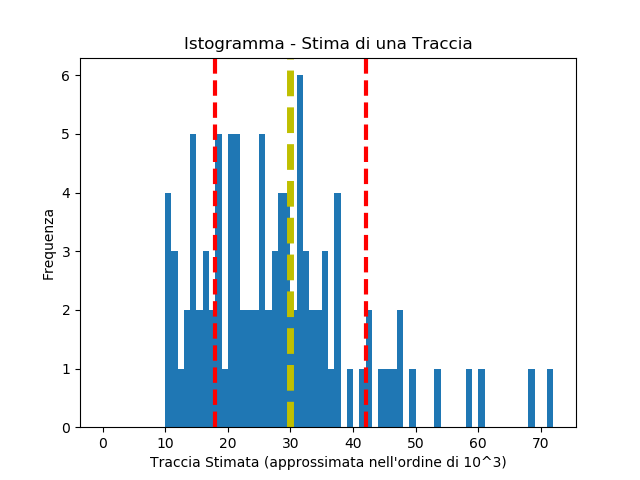 Istogramma - Stima di una Traccia
6
5
4
3
2
1
0
Frequenza
0 10 20 30 40 50 60 70
Traccia Stimata (approssimata nell'ordine di 10^3)